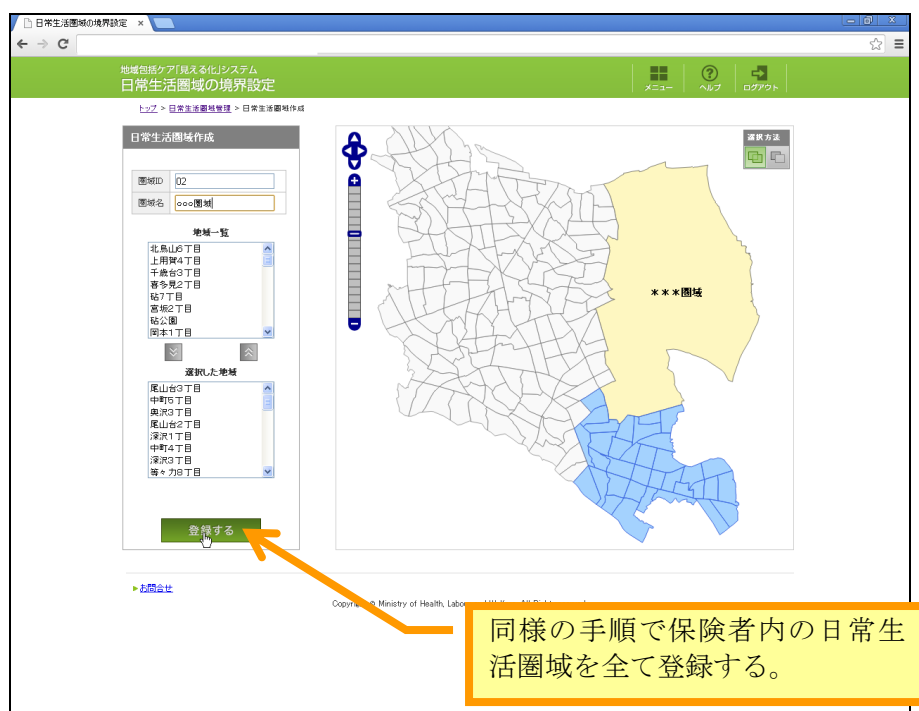 日常生活圏域の境界設定 ×
地域包括ケア「見える化」システム
日常生活圏域の境界設定
メニュー ヘルプ ログアウト
トップ > 日常生活圏域管理 > 日常生活圏域作成
日常生活圏域作成
選択方法
圏域ID 02
圏域名 ○○○圏域
地域一覧
北烏山6丁目
上用賀4丁目
千歳台3丁目
喜多見2丁目
砧7丁目
宮坂2丁目
砧公園
岡本1丁目
選択した地域
尾山台3丁目
中町5丁目
奥沢3丁目
尾山台2丁目
深沢1丁目
中町4丁目
深沢3丁目
等々力8丁目
***圏域
登録する
お問合せ
Ministry of Health,
同様の手順で保険者内の日常生
活圏域を全て登録する。